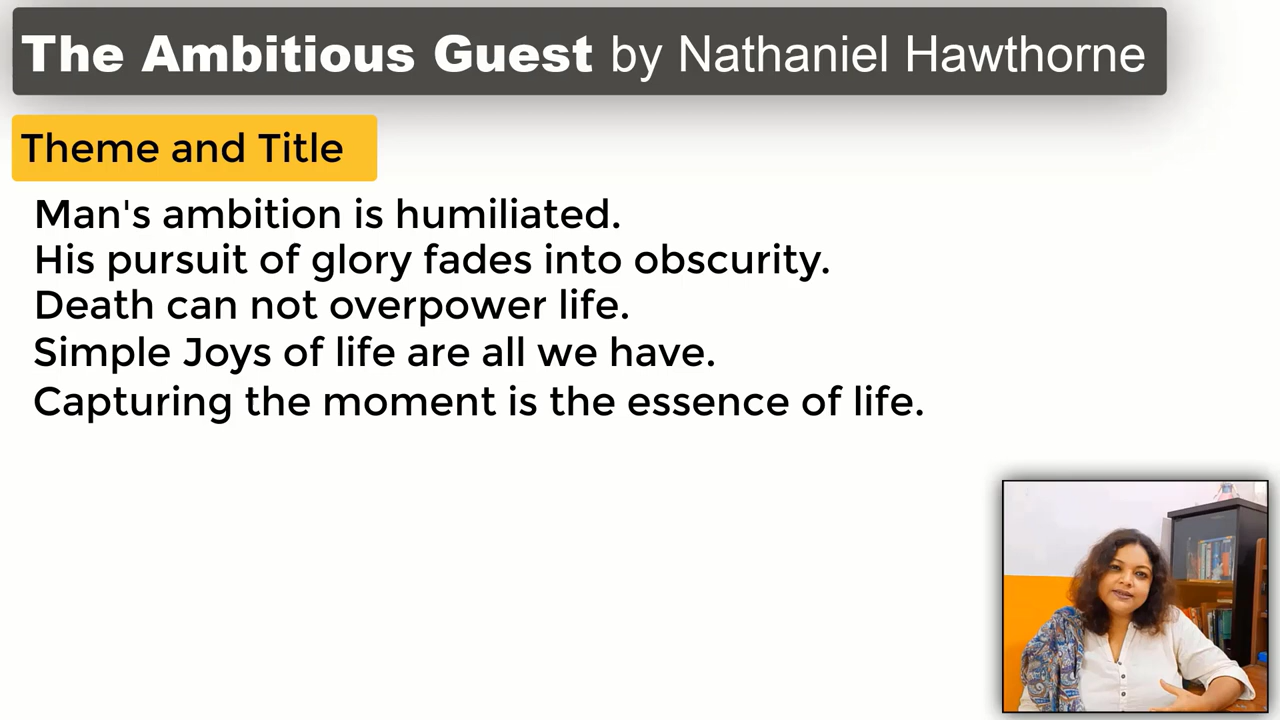 The Ambitious Guest by Nathaniel Hawthorne
Theme and Title
Man's ambition is humiliated.
His pursuit of glory fades into obscurity.
Death can not overpower life.
Simple Joys of life are all we have.
Capturing the moment is the essence of life.